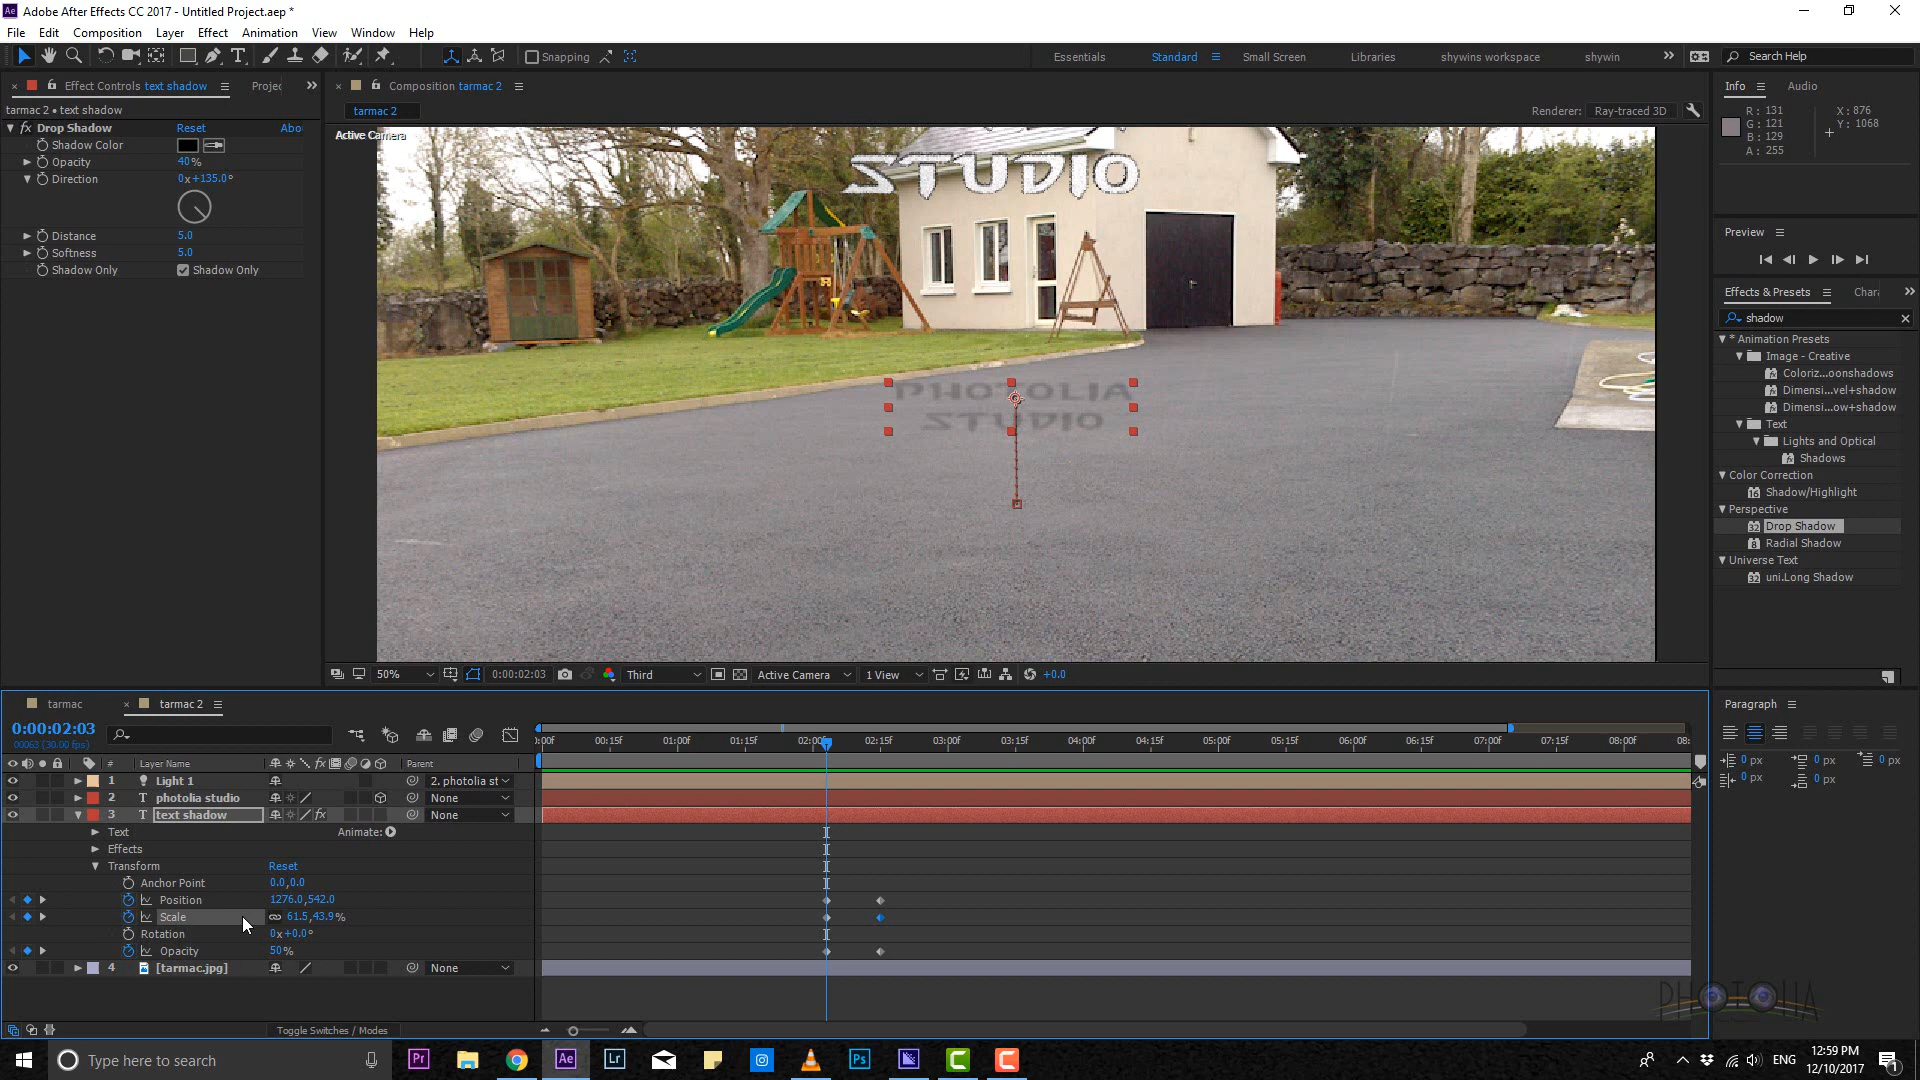 Adobe After Effects CC 2017 - Untitled Project.aep *
File Edit Composition Layer Effect Animation View Window Help
Snapping
Essentials Standard Small Screen Libraries shywins workspace shywin Search Help
Effect Controls text shadow Projec
tarmac 2 • text shadow
fx Drop Shadow Reset Abo
Shadow Color
Opacity 40%
Direction 0x+135.0°
Distance 5.0
Softness 5.0
Shadow Only Shadow Only
Composition tarmac 2
tarmac 2
Renderer: Ray-traced 3D
Active Camera
STUDIO
PHOTOLIA
STUDIO
50% 0:00:02:03 Third Active Camera 1 View +0.0
Info Audio
R: 131 X: 876
G: 121 Y: 1068
B: 129
A: 255
Preview
Effects & Presets Chara
shadow
* Animation Presets
Image - Creative
Coloriz...oonshadows
Dimensi...vel+shadow
Dimensi...ow+shadow
Text
Lights and Optical
Shadows
Color Correction
Shadow/Highlight
Perspective
Drop Shadow
Radial Shadow
Universe Text
uni.Long Shadow
Paragraph
0 px 0 px 0 px
0 px 0 px
tarmac tarmac 2
0:00:02:03
00063 (30.00 fps)
):00f 00:15f 01:00f 01:15f 02:00f 02:15f 03:00f 03:15f 04:00f 04:15f 05:00f 05:15f 06:00f 06:15f 07:00f 07:15f 08:00f 08:
# Layer Name fx Parent
1 Light 1 2. photolia st
2 T photolia studio None
3 T text shadow fx None
Text Animate:
Effects
Transform Reset
Anchor Point 0.0,0.0
Position 1276.0,542.0
Scale 61.5,43.9%
Rotation 0x+0.0°
Opacity 50%
4 [tarmac.jpg] None
Toggle Switches / Modes
PHOTOLIA
Type here to search
Pr Ae Lr Ps
ENG
12:59 PM
12/10/2017
1